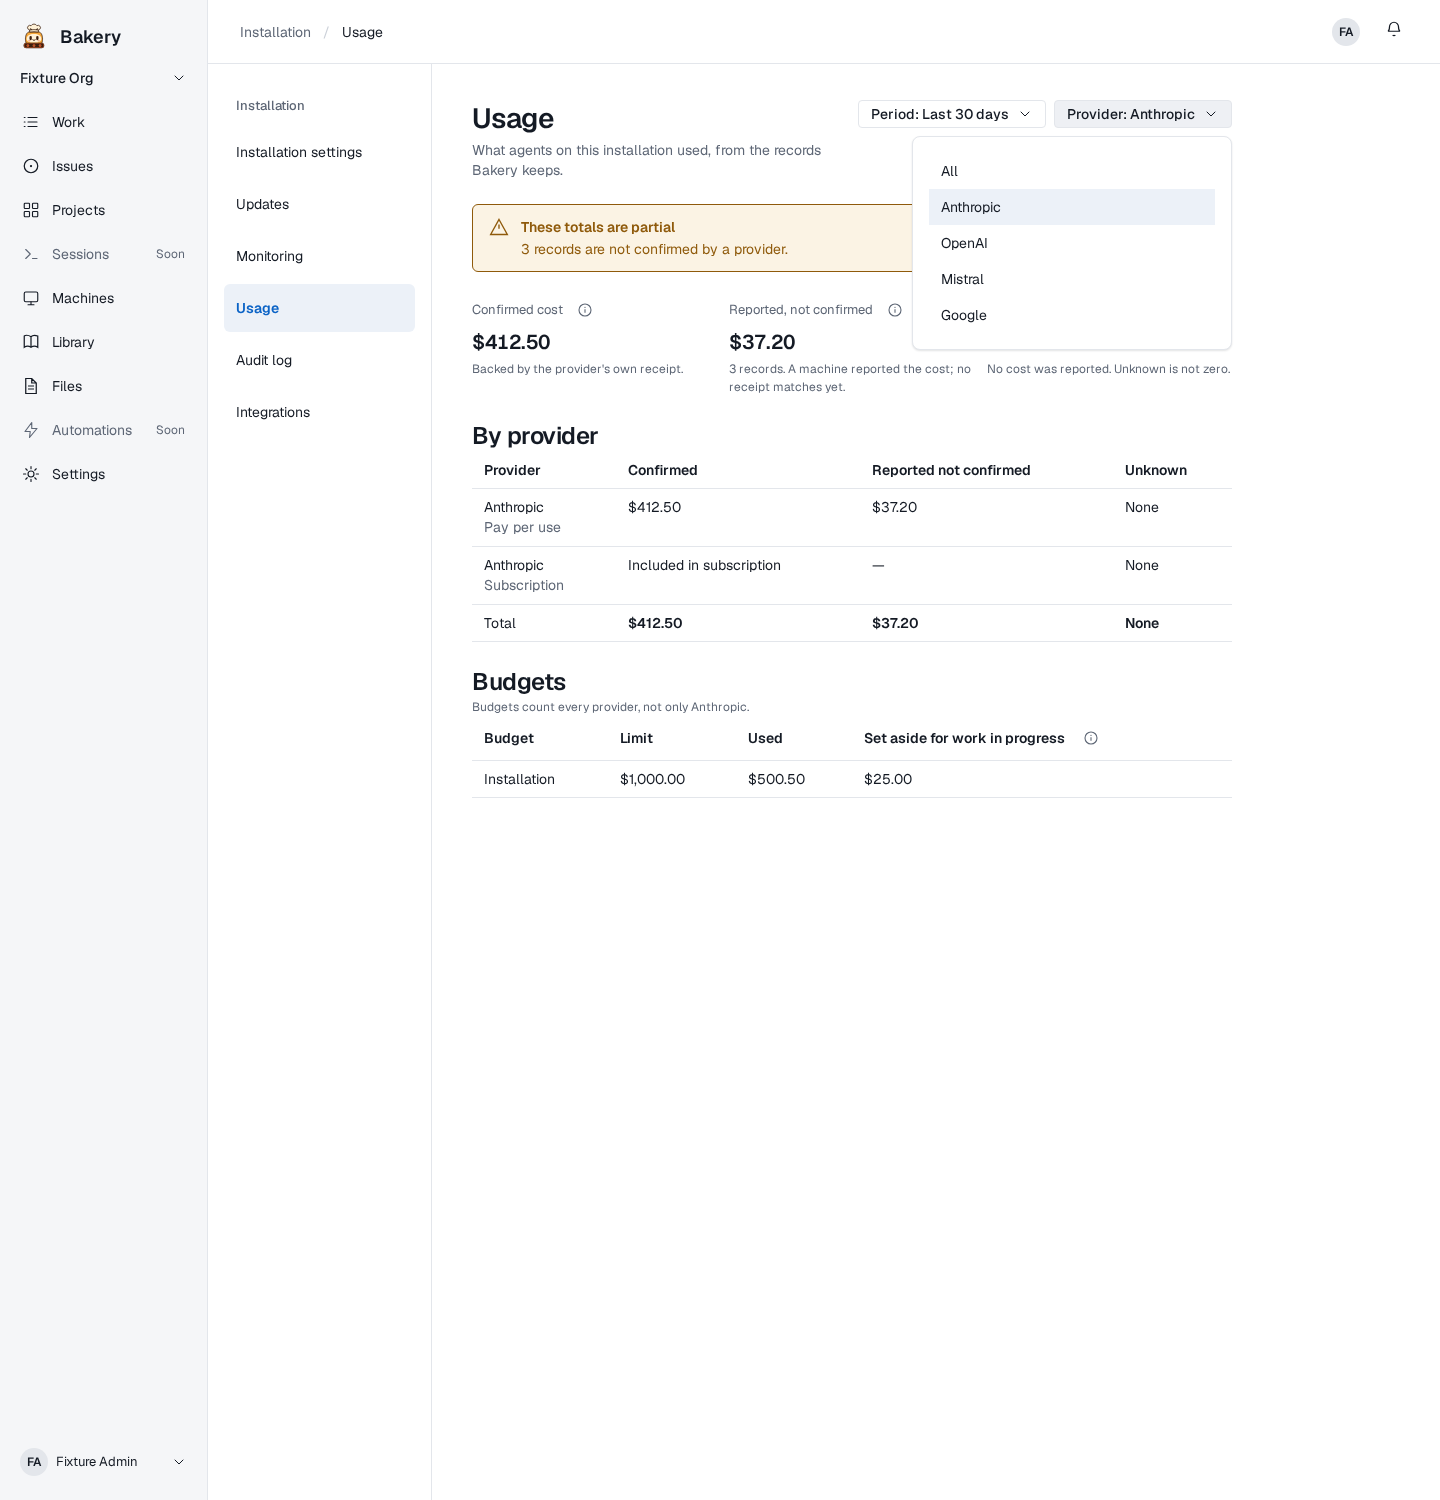 Bakery
Fixture Org
Work
Issues
Projects
Sessions Soon
Machines
Library
Files
Automations Soon
Settings
FA Fixture Admin
Installation / Usage
FA
Installation
Installation settings
Updates
Monitoring
Usage
Audit log
Integrations
Usage
What agents on this installation used, from the records
Bakery keeps.
Period: Last 30 days
Provider: Anthropic
All
Anthropic
OpenAI
Mistral
Google
These totals are partial
3 records are not confirmed by a provider.
Confirmed cost
$412.50
Backed by the provider's own receipt.
Reported, not confirmed
$37.20
3 records. A machine reported the cost; no
receipt matches yet.
No cost was reported. Unknown is not zero.
By provider
Provider Confirmed Reported not confirmed Unknown
Anthropic $412.50 $37.20 None
Pay per use
Anthropic Included in subscription — None
Subscription
Total $412.50 $37.20 None
Budgets
Budgets count every provider, not only Anthropic.
Budget Limit Used Set aside for work in progress
Installation $1,000.00 $500.50 $25.00